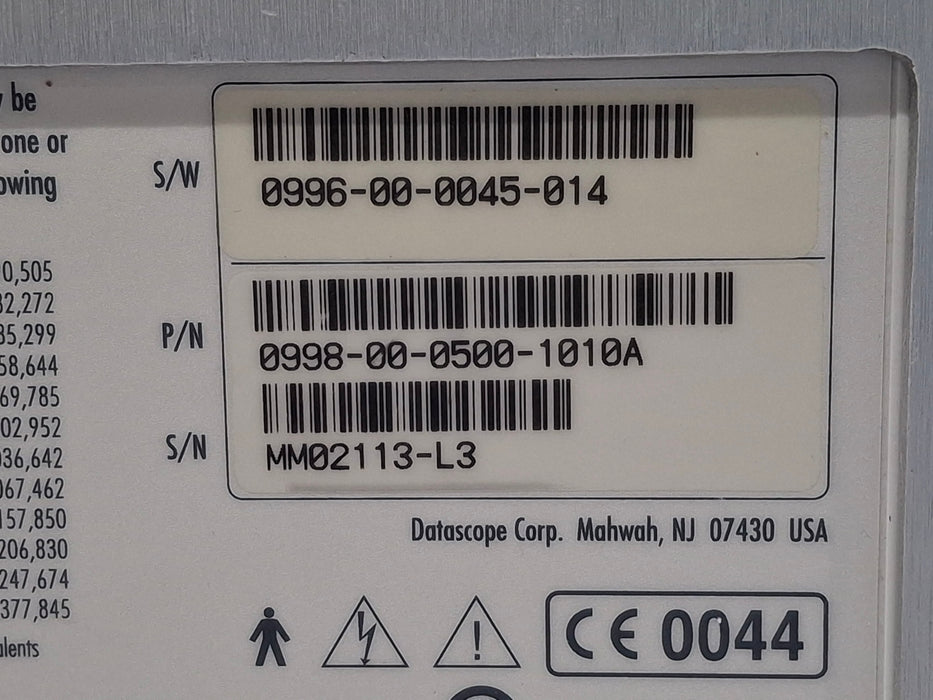 be
one or
owing
0,505
32,272
35,299
58,644
69,785
02,952
036,642
067,462
157,850
206,830
247,674
377,845
S/W
0996-00-0045-014
P/N
0998-00-0500-1010A
S/N
MM02113-L3
Datascope Corp. Mahwah, NJ 07430 USA
CE 0044